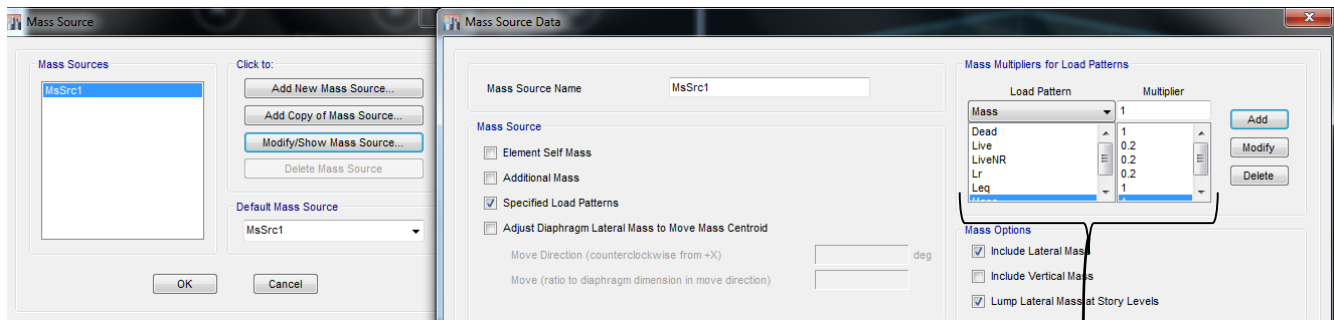 Mass Source
Mass Sources
MsSrc1
Click to:
Add New Mass Source...
Add Copy of Mass Source...
Modify/Show Mass Source...
Delete Mass Source
Default Mass Source
MsSrc1
OK
Cancel
Mass Source Data
Mass Source Name
MsSrc1
Mass Source
Element Self Mass
Additional Mass
Specified Load Patterns
Adjust Diaphragm Lateral Mass to Move Mass Centroid
Move Direction (counterclockwise from +X)
deg
Move (ratio to diaphragm dimension in move direction)
Mass Multipliers for Load Patterns
Load Pattern Multiplier
Mass 1
Dead 1
Live 0.2
LiveNR 0.2
Lr 0.2
Leq 1
Add
Modify
Delete
Mass Options
Include Lateral Mass
Include Vertical Mass
Lump Lateral Mass at Story Levels